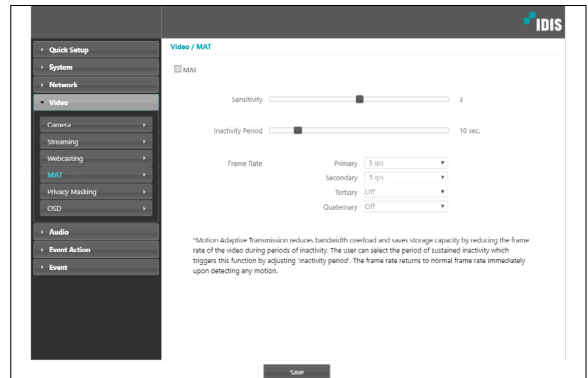 IDIS
Quick Setup
System
Network
Video
Camera
Streaming
Webcasting
MAT
Privacy Masking
OSD
Audio
Event Action
Event
Video / MAT
MAT
Sensitivity 3
Inactivity Period 10 sec.
Frame Rate Primary 5 ips
Secondary 5 ips
Tertiary Off
Quaternary Off
*Motion Adaptive Transmission reduces bandwidth overload and saves storage capacity by reducing the frame
rate of the video during periods of inactivity. The user can select the period of sustained inactivity which
triggers this function by adjusting 'inactivity period'. The frame rate returns to normal frame rate immediately
upon detecting any motion.
Save